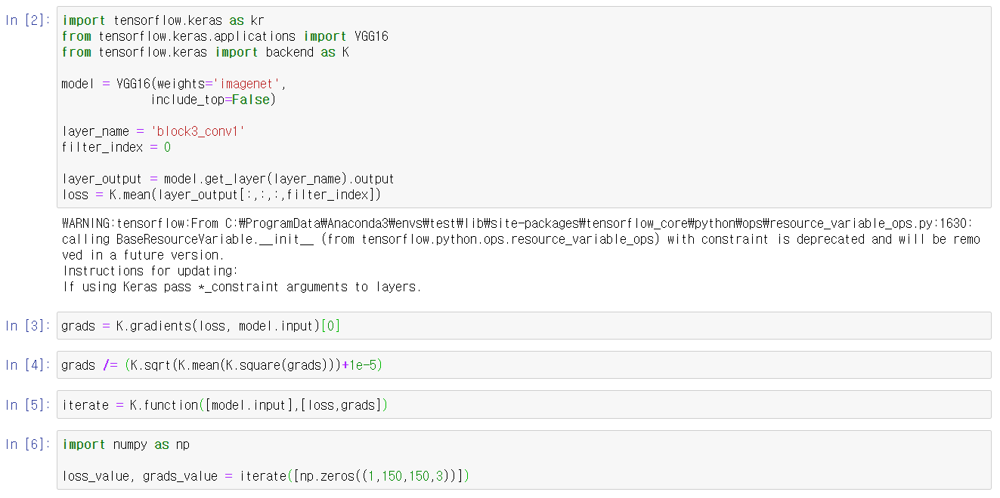 In [2]: import tensorflow.keras as kr
from tensorflow.keras.applications import VGG16
from tensorflow.keras import backend as K
model = VGG16(weights='imagenet',
include_top=False)
layer_name = 'block3_conv1'
filter_index = 0
layer_output = model.get_layer(layer_name).output
loss = K.mean(layer_output[:,:,:,filter_index])
WARNING:tensorflow:From C:₩ProgramData₩Anaconda3₩envs₩test₩lib₩site-packages₩tensorflow_core₩python₩ops₩resource_variable_ops.py:1630:
calling BaseResourceVariable.__init__ (from tensorflow.python.ops.resource_variable_ops) with constraint is deprecated and will be remo
ved in a future version.
Instructions for updating:
If using Keras pass *_constraint arguments to layers.
In [3]: grads = K.gradients(loss, model.input)[0]
In [4]: grads /= (K.sqrt(K.mean(K.square(grads)))+1e-5)
In [5]: iterate = K.function([model.input],[loss,grads])
In [6]: import numpy as np
loss_value, grads_value = iterate([np.zeros((1,150,150,3))])